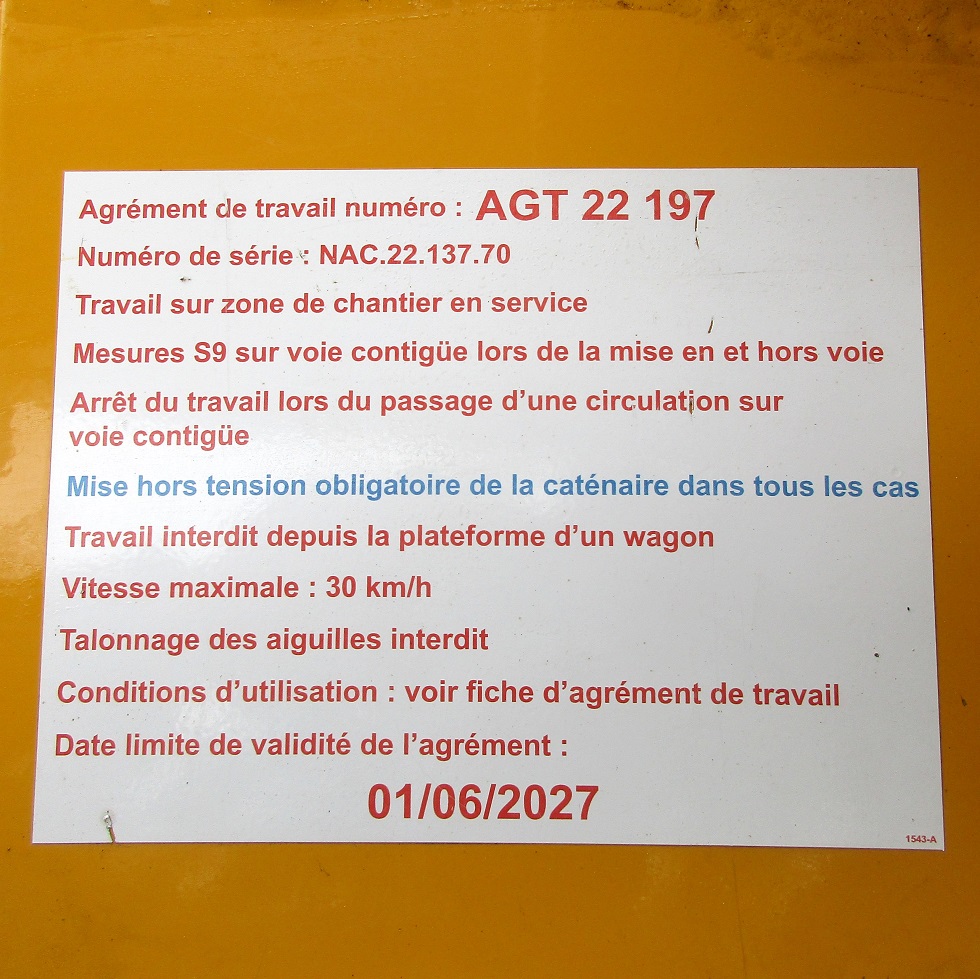 Agrément de travail numéro : AGT 22 197
Numéro de série : NAC.22.137.70
Travail sur zone de chantier en service
Mesures S9 sur voie contigüe lors de la mise en et hors voie
Arrêt du travail lors du passage d’une circulation sur
voie contigüe
Mise hors tension obligatoire de la caténaire dans tous les cas
Travail interdit depuis la plateforme d’un wagon
Vitesse maximale : 30 km/h
Talonnage des aiguilles interdit
Conditions d’utilisation : voir fiche d’agrément de travail
Date limite de validité de l’agrément :
01/06/2027
1543-A